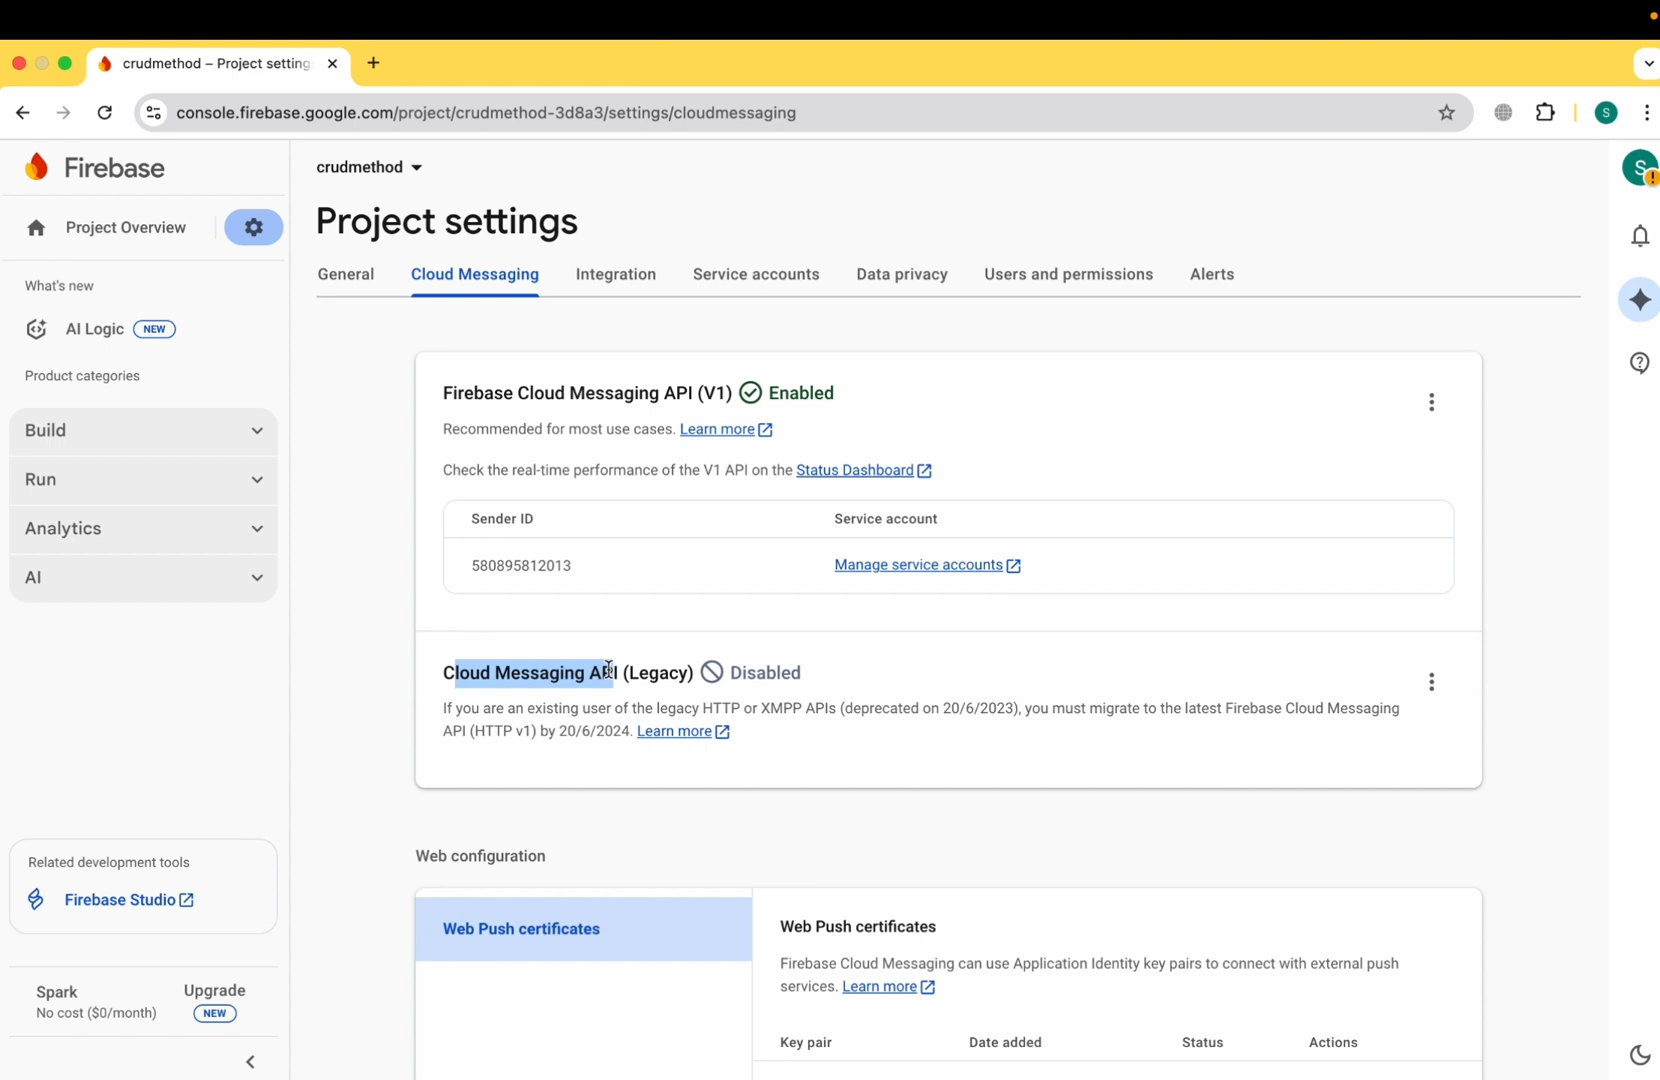 crudmethod – Project setting
console.firebase.google.com/project/crudmethod-3d8a3/settings/cloudmessaging
S
Firebase
crudmethod
S
Project Overview
Project settings
General Cloud Messaging Integration Service accounts Data privacy Users and permissions Alerts
What's new
AI Logic NEW
Product categories
Build
Run
Analytics
AI
Firebase Cloud Messaging API (V1) Enabled
Recommended for most use cases. Learn more
Check the real-time performance of the V1 API on the Status Dashboard
Sender ID Service account
580895812013 Manage service accounts
Cloud Messaging API (Legacy) Disabled
If you are an existing user of the legacy HTTP or XMPP APIs (deprecated on 20/6/2023), you must migrate to the latest Firebase Cloud Messaging
API (HTTP v1) by 20/6/2024. Learn more
Related development tools
Firebase Studio
Spark
No cost ($0/month)
Upgrade
NEW
Web configuration
Web Push certificates
Web Push certificates
Firebase Cloud Messaging can use Application Identity key pairs to connect with external push
services. Learn more
Key pair Date added Status Actions